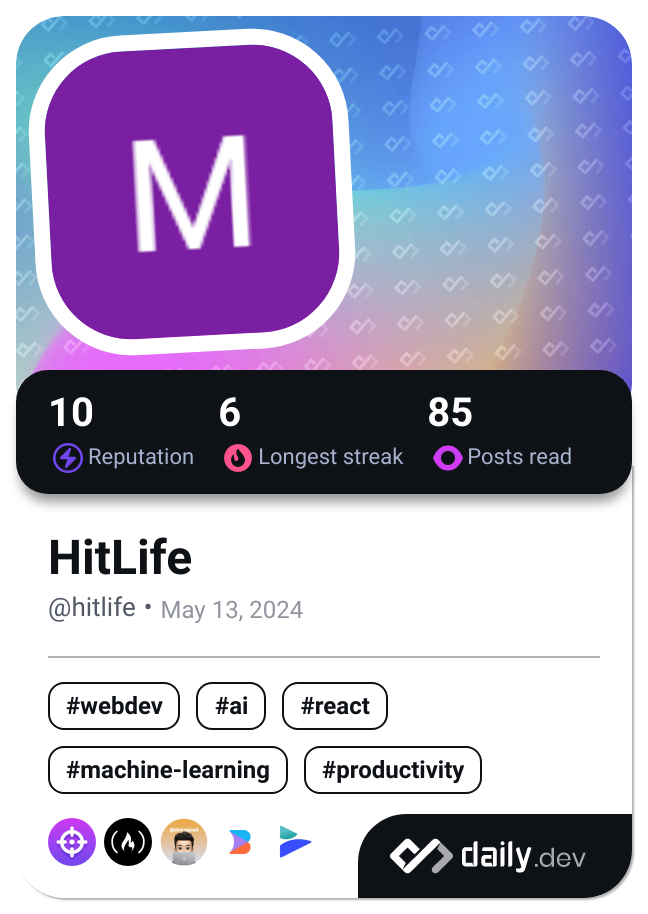 M
10 6 85
Reputation Longest streak Posts read
HitLife
@hitlife • May 13, 2024
#webdev #ai #react
#machine-learning #productivity
daily.dev